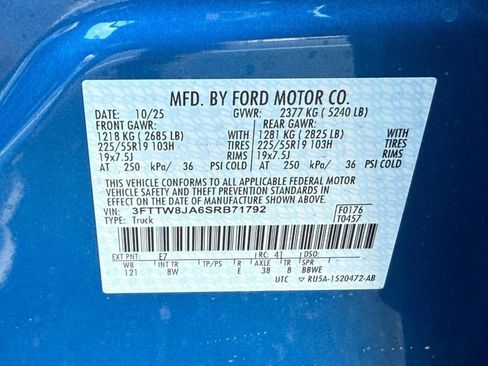 MFD. BY FORD MOTOR CO.
DATE: 10/25 GVWR: 2377 KG ( 5240 LB)
FRONT GAWR: REAR GAWR:
1218 KG ( 2685 LB) WITH 1281 KG ( 2825 LB) WITH
225/55R19 103H TIRES 225/55R19 103H TIRES
19x7.5J RIMS 19x7.5J RIMS
AT 250 kPa/ 36 PSI COLD AT 250 kPa/ 36 PSI COLD
THIS VEHICLE CONFORMS TO ALL APPLICABLE FEDERAL MOTOR
VEHICLE SAFETY AND THEFT PREVENTION STANDARDS IN
EFFECT ON THE DATE OF MANUFACTURE SHOWN ABOVE.
VIN: 3FTTW8JA6SRB71792 F0176
TYPE: Truck T0457
EXT PNT: E7 RC: 41 DSO:
W8 INT TR TP/PS R AXLE TR SPR
121 8W E 38 8 BBWE
UTC ▽RU5A-1520472-AB